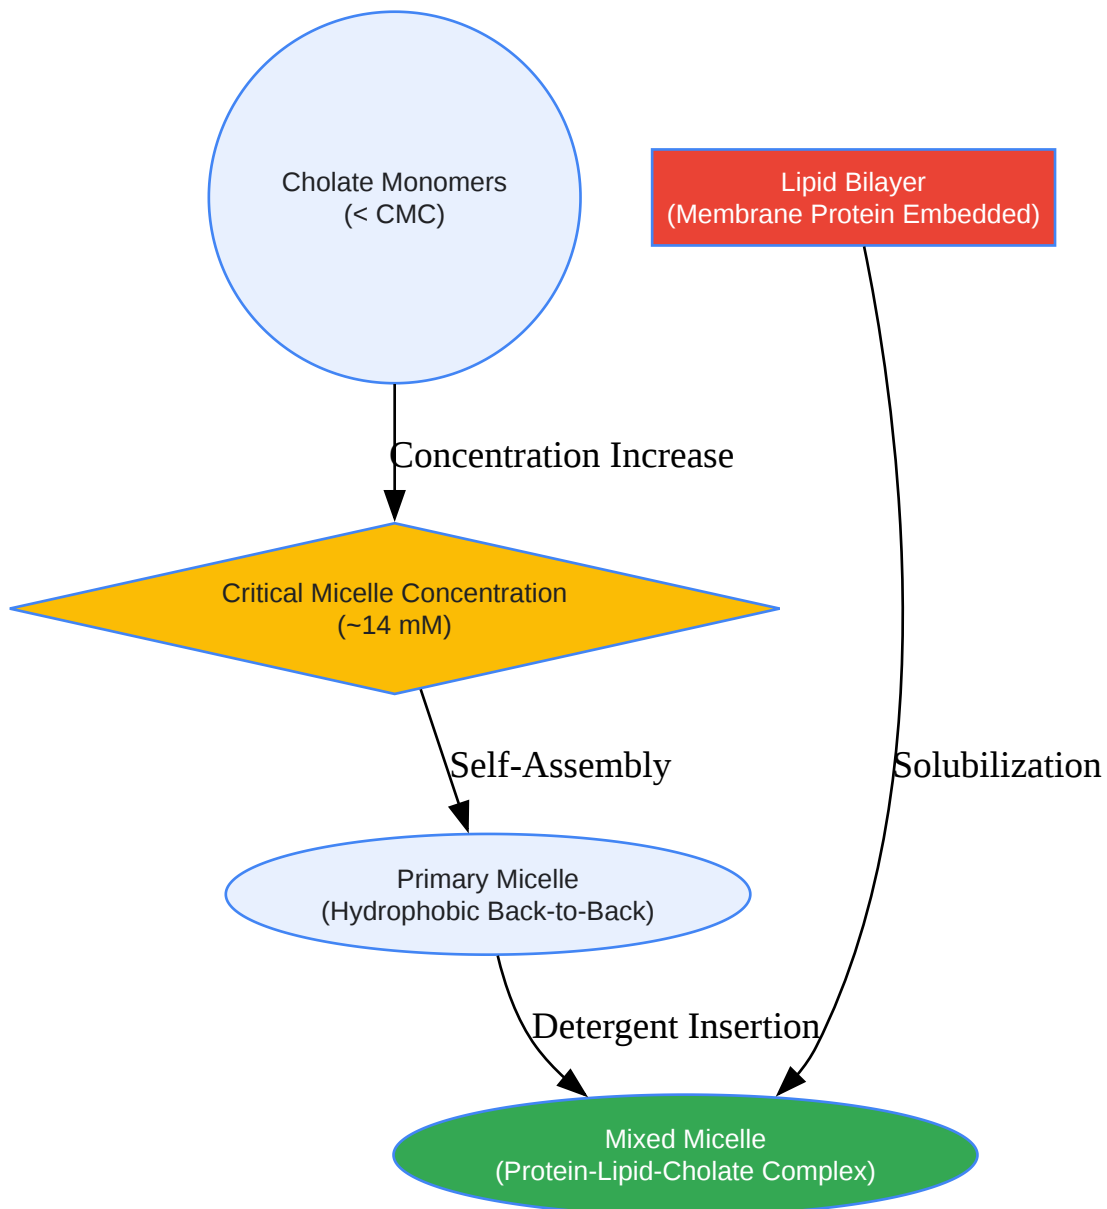 Cholate Monomers
(< CMC)
Lipid Bilayer
(Membrane Protein Embedded)
Concentration Increase
Critical Micelle Concentration
(~14 mM)
Self-Assembly
Solubilization
Primary Micelle
(Hydrophobic Back-to-Back)
Detergent Insertion
Mixed Micelle
(Protein-Lipid-Cholate Complex)